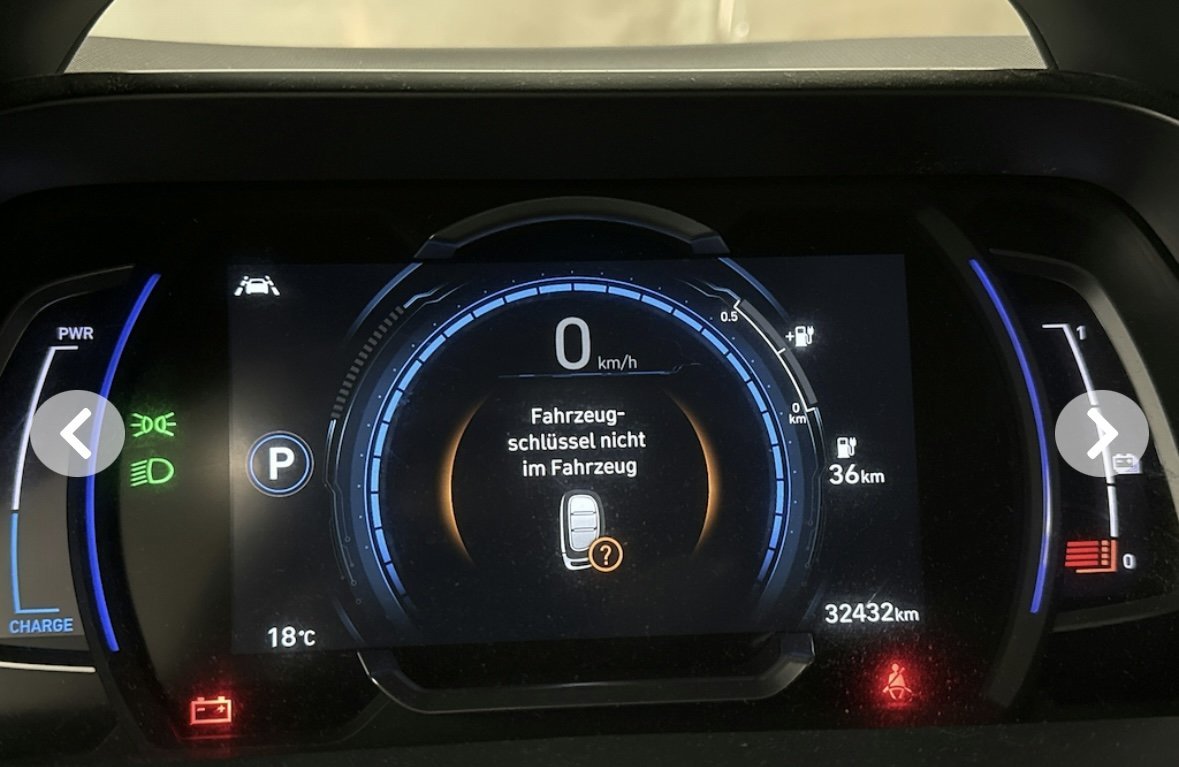 PWR
0.5
+
0 km/h
1
0
km
Fahrzeug-
schlüssel nicht
im Fahrzeug
P
36km
?
0
CHARGE
18°C
32432km
- +